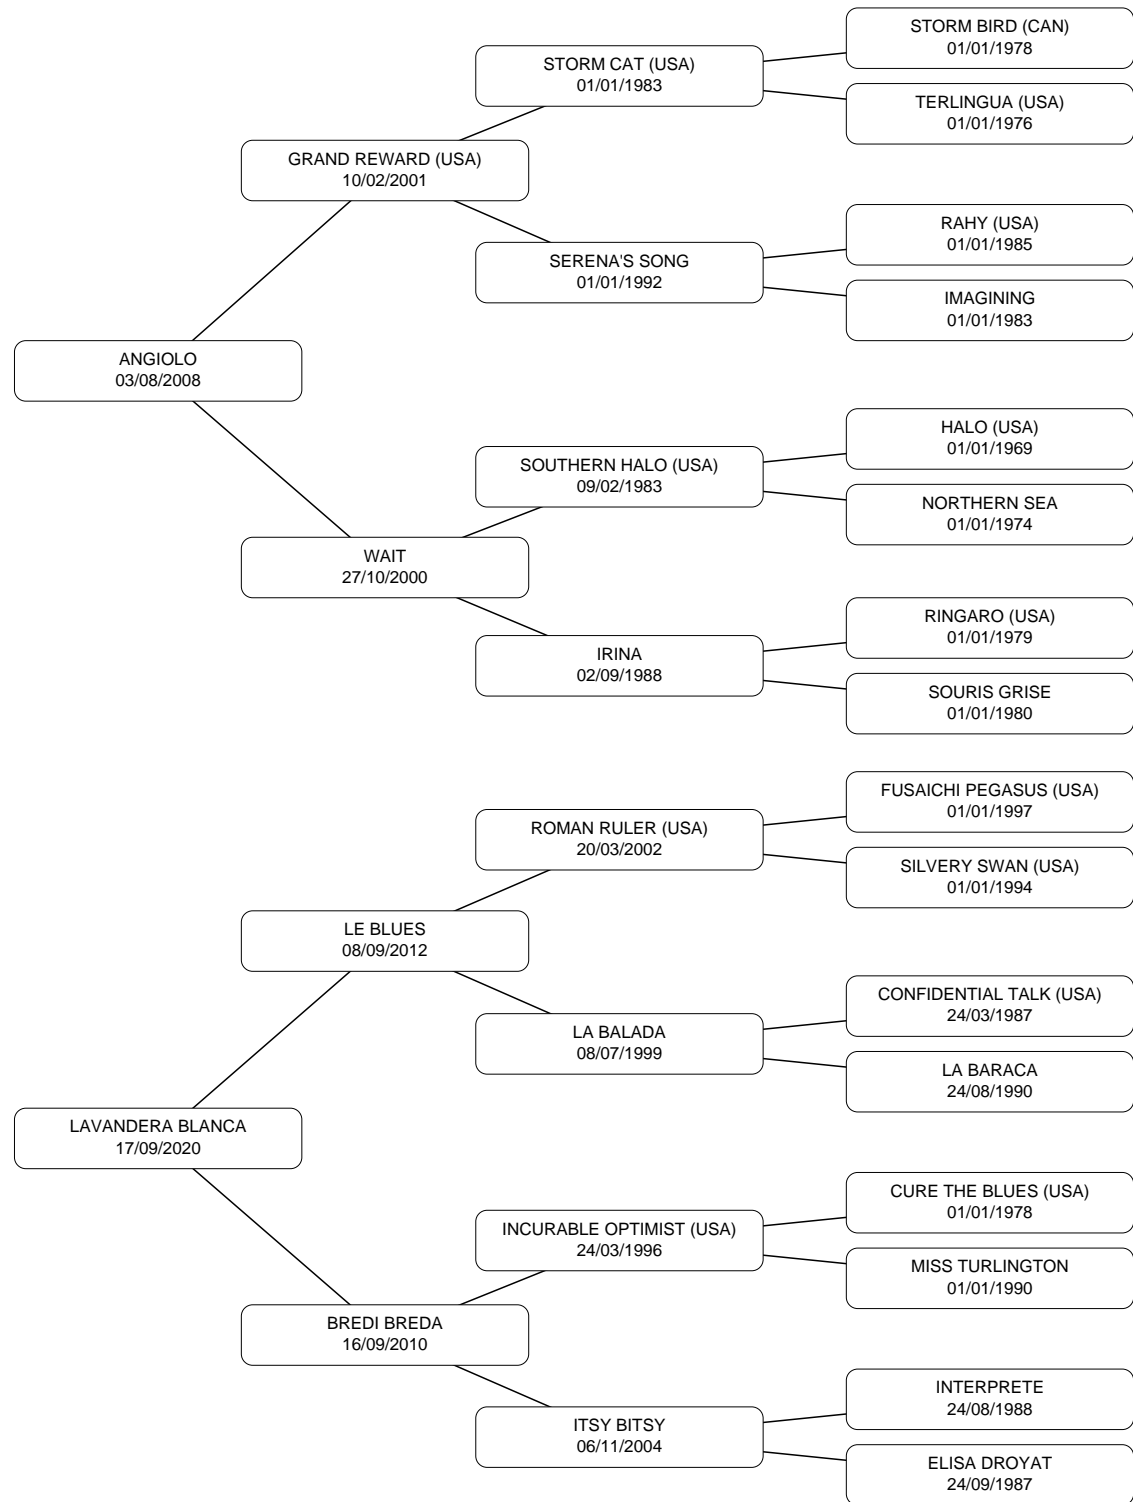 STORM BIRD (CAN)
01/01/1978
STORM CAT (USA)
01/01/1983
TERLINGUA (USA)
01/01/1976
GRAND REWARD (USA)
10/02/2001
RAHY (USA)
01/01/1985
SERENA'S SONG
01/01/1992
IMAGINING
01/01/1983
ANGIOLO
03/08/2008
HALO (USA)
01/01/1969
SOUTHERN HALO (USA)
09/02/1983
NORTHERN SEA
01/01/1974
WAIT
27/10/2000
RINGARO (USA)
01/01/1979
IRINA
02/09/1988
SOURIS GRISE
01/01/1980
FUSAICHI PEGASUS (USA)
01/01/1997
ROMAN RULER (USA)
20/03/2002
SILVERY SWAN (USA)
01/01/1994
LE BLUES
08/09/2012
CONFIDENTIAL TALK (USA)
24/03/1987
LA BALADA
08/07/1999
LA BARACA
24/08/1990
LAVANDERA BLANCA
17/09/2020
CURE THE BLUES (USA)
01/01/1978
INCURABLE OPTIMIST (USA)
24/03/1996
MISS TURLINGTON
01/01/1990
BREDI BREDA
16/09/2010
INTERPRETE
24/08/1988
ITSY BITSY
06/11/2004
ELISA DROYAT
24/09/1987